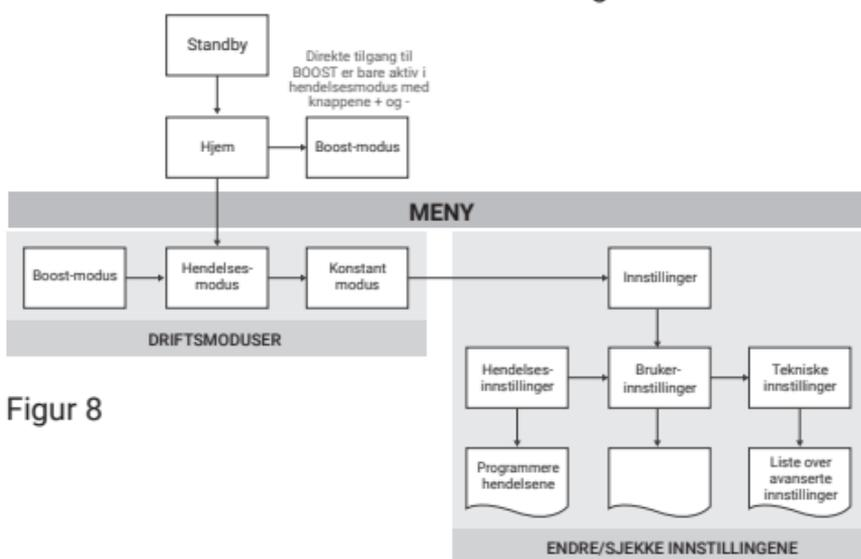 Standby
Direkte tilgang til
BOOST er bare aktiv i
hendelsesmodus med
knappene + og -
Hjem
Boost-modus
MENY
Boost-modus
Hendelses-
modus
Konstant
modus
Innstillinger
DRIFTSMODUSER
Hendelses-
innstillinger
Bruker-
innstillinger
Tekniske
innstillinger
Figur 8
Programmere
hendelsene
Liste over
avanserte
innstillinger
ENDRE/SJEKKE INNSTILLINGENE